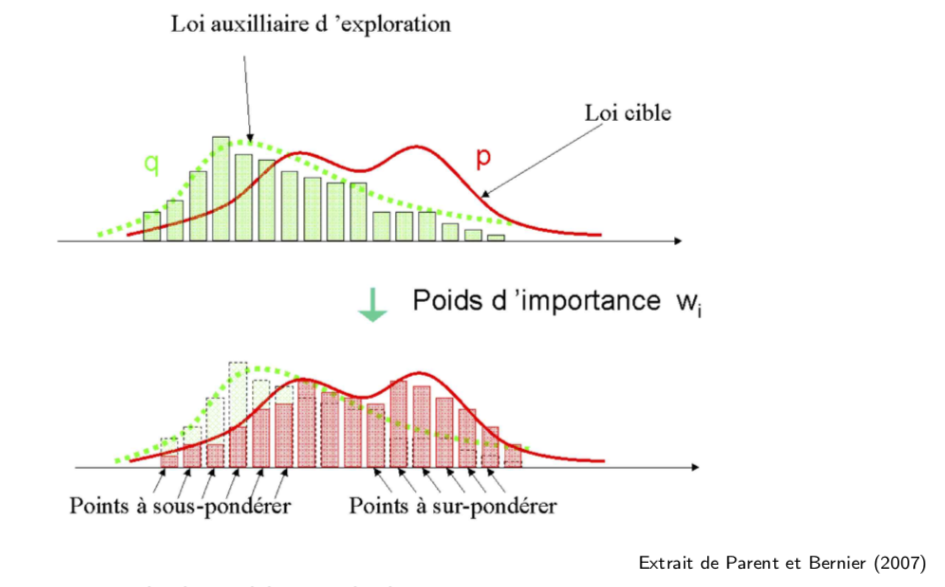 Loi auxilliaire d 'exploration
Loi cible
q
p
Poids d 'importance wi
Points à sous-pondérer
Points à sur-pondérer
Extrait de Parent et Bernier (2007)